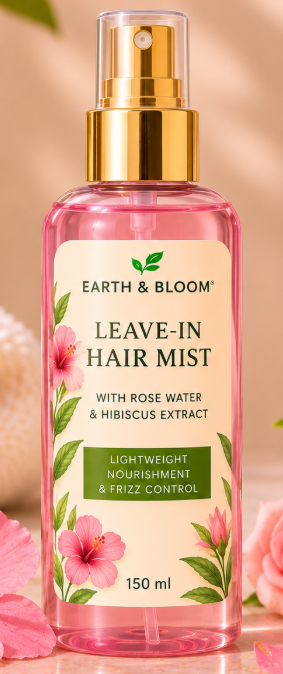 EARTH & BLOOM®
LEAVE-IN
HAIR MIST
WITH ROSE WATER
& HIBISCUS EXTRACT
LIGHTWEIGHT
NOURISHMENT
& FRIZZ CONTROL
150 ml